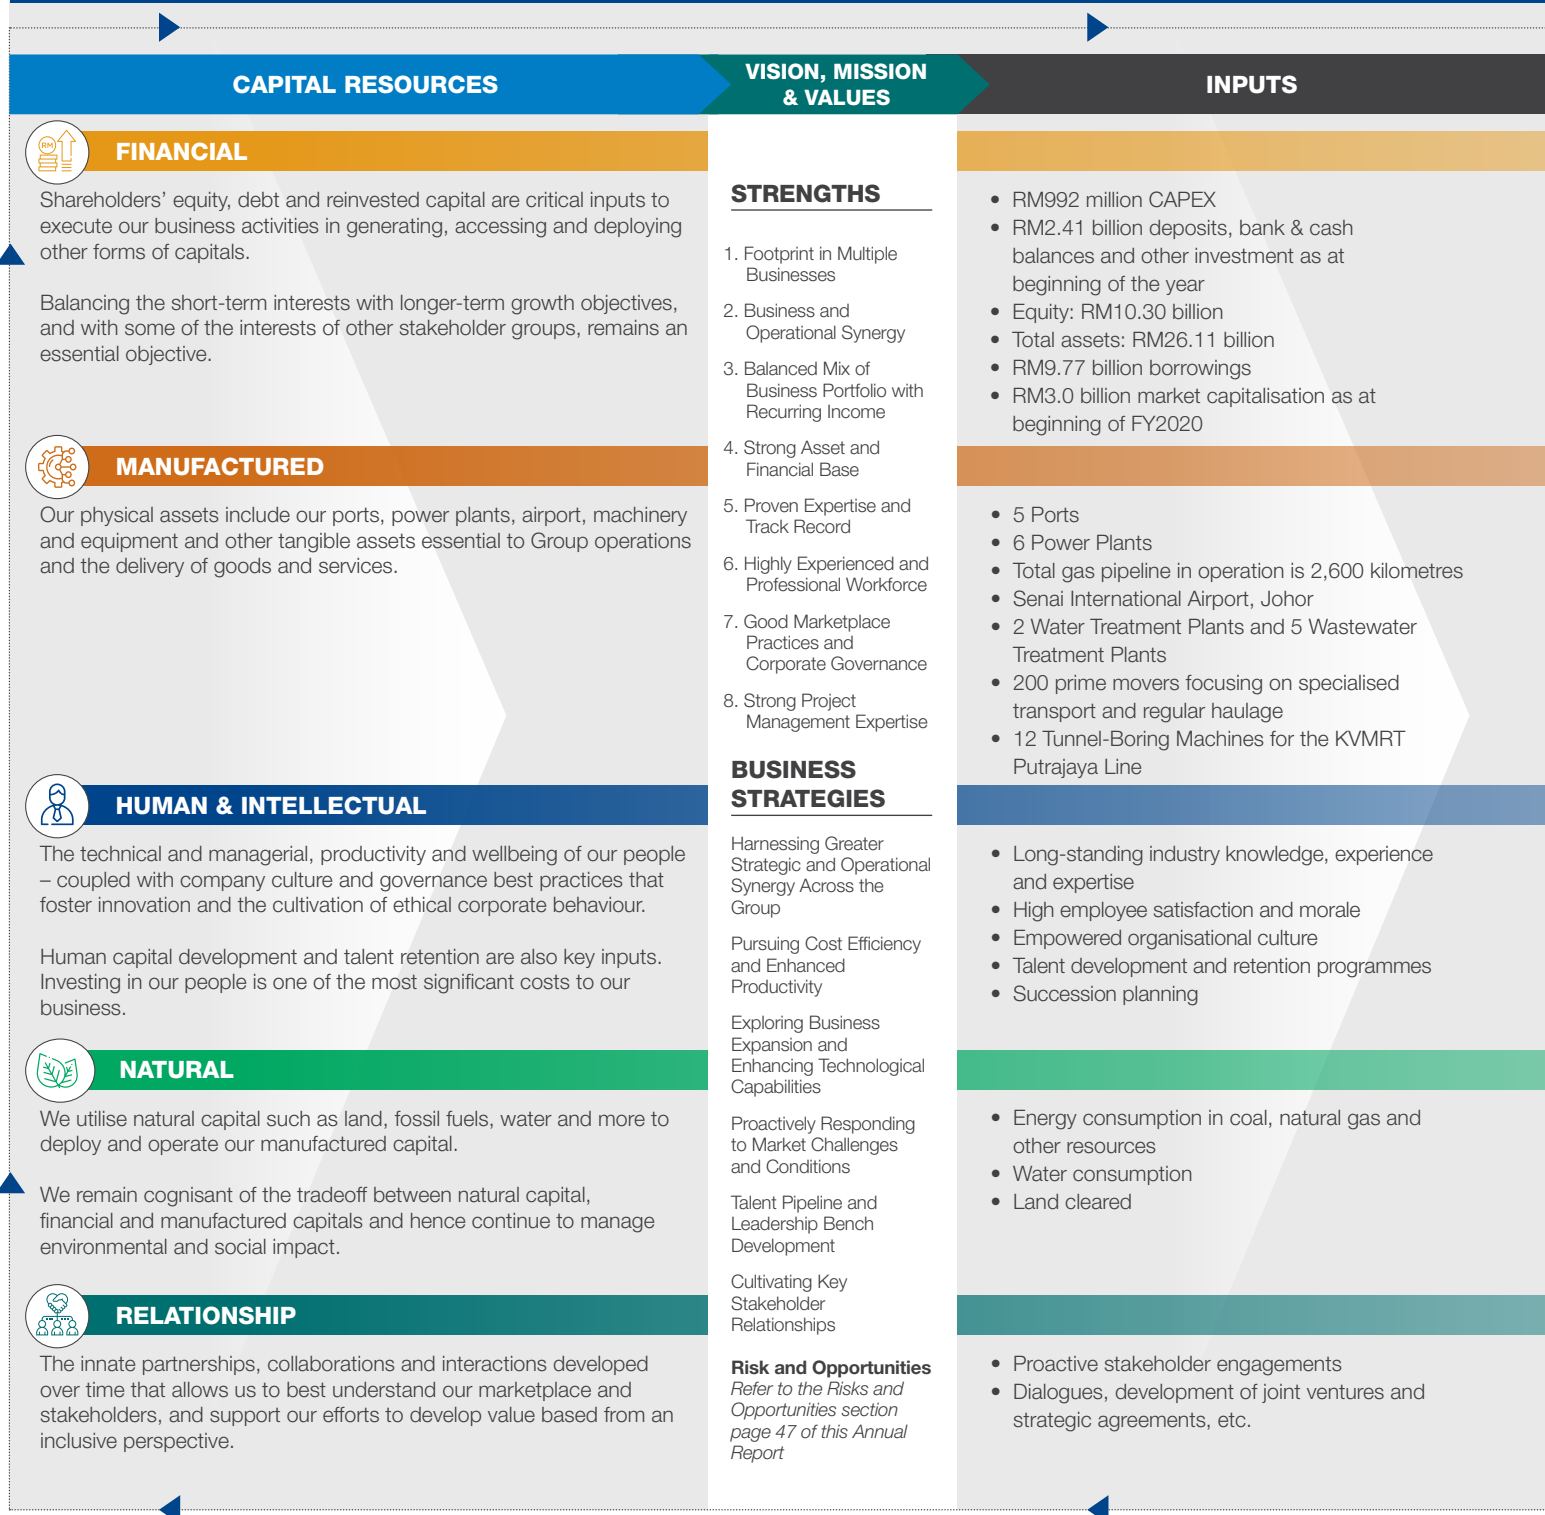 CAPITAL RESOURCES
VISION, MISSION
& VALUES
INPUTS
RM
FINANCIAL
Shareholders’ equity, debt and reinvested capital are critical inputs to
execute our business activities in generating, accessing and deploying
other forms of capitals.
Balancing the short-term interests with longer-term growth objectives,
and with some of the interests of other stakeholder groups, remains an
essential objective.
MANUFACTURED
Our physical assets include our ports, power plants, airport, machinery
and equipment and other tangible assets essential to Group operations
and the delivery of goods and services.
HUMAN & INTELLECTUAL
The technical and managerial, productivity and wellbeing of our people
– coupled with company culture and governance best practices that
foster innovation and the cultivation of ethical corporate behaviour.
Human capital development and talent retention are also key inputs.
Investing in our people is one of the most significant costs to our
business.
NATURAL
We utilise natural capital such as land, fossil fuels, water and more to
deploy and operate our manufactured capital.
We remain cognisant of the tradeoff between natural capital,
financial and manufactured capitals and hence continue to manage
environmental and social impact.
RELATIONSHIP
The innate partnerships, collaborations and interactions developed
over time that allows us to best understand our marketplace and
stakeholders, and support our efforts to develop value based from an
inclusive perspective.
STRENGTHS
1. Footprint in Multiple
Businesses
2. Business and
Operational Synergy
3. Balanced Mix of
Business Portfolio with
Recurring Income
4. Strong Asset and
Financial Base
5. Proven Expertise and
Track Record
6. Highly Experienced and
Professional Workforce
7. Good Marketplace
Practices and
Corporate Governance
8. Strong Project
Management Expertise
BUSINESS
STRATEGIES
Harnessing Greater
Strategic and Operational
Synergy Across the
Group
Pursuing Cost Efficiency
and Enhanced
Productivity
Exploring Business
Expansion and
Enhancing Technological
Capabilities
Proactively Responding
to Market Challenges
and Conditions
Talent Pipeline and
Leadership Bench
Development
Cultivating Key
Stakeholder
Relationships
Risk and Opportunities
Refer to the Risks and
Opportunities section
page 47 of this Annual
Report
• RM992 million CAPEX
• RM2.41 billion deposits, bank & cash
balances and other investment as at
beginning of the year
• Equity: RM10.30 billion
• Total assets: RM26.11 billion
• RM9.77 billion borrowings
• RM3.0 billion market capitalisation as at
beginning of FY2020
• 5 Ports
• 6 Power Plants
• Total gas pipeline in operation is 2,600 kilometres
• Senai International Airport, Johor
• 2 Water Treatment Plants and 5 Wastewater
Treatment Plants
• 200 prime movers focusing on specialised
transport and regular haulage
• 12 Tunnel-Boring Machines for the KVMRT
Putrajaya Line
• Long-standing industry knowledge, experience
and expertise
• High employee satisfaction and morale
• Empowered organisational culture
• Talent development and retention programmes
• Succession planning
• Energy consumption in coal, natural gas and
other resources
• Water consumption
• Land cleared
• Proactive stakeholder engagements
• Dialogues, development of joint ventures and
strategic agreements, etc.